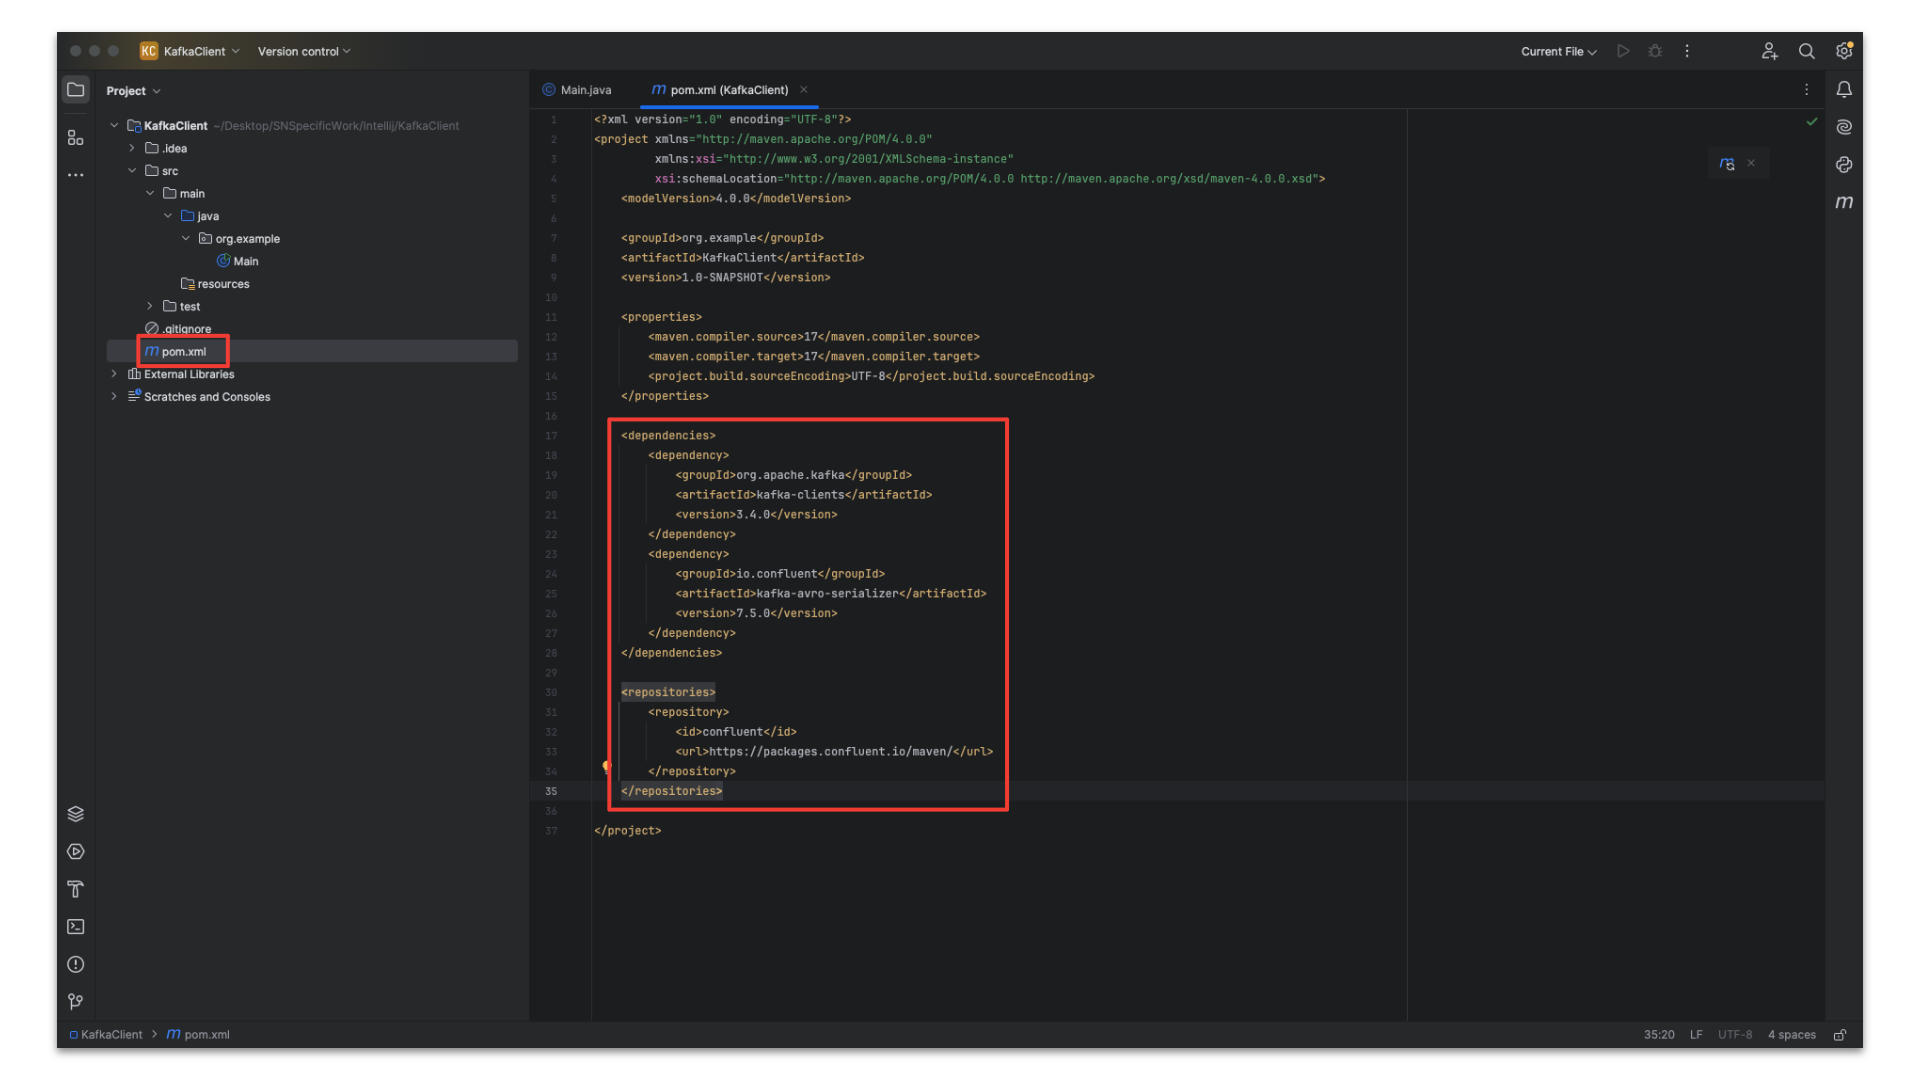 KC KafkaClient Version control
Current File
Project
KafkaClient ~/Desktop/SNSpecificWork/Intellij/KafkaClient
.idea
src
main
java
org.example
Main
resources
test
.gitignore
m pom.xml
External Libraries
Scratches and Consoles
Main.java m pom.xml (KafkaClient)
1 <?xml version="1.0" encoding="UTF-8"?>
2 <project xmlns="http://maven.apache.org/POM/4.0.0"
3 xmlns:xsi="http://www.w3.org/2001/XMLSchema-instance"
4 xsi:schemaLocation="http://maven.apache.org/POM/4.0.0 http://maven.apache.org/xsd/maven-4.0.0.xsd">
5 <modelVersion>4.0.0</modelVersion>
6
7 <groupId>org.example</groupId>
8 <artifactId>KafkaClient</artifactId>
9 <version>1.0-SNAPSHOT</version>
10
11 <properties>
12 <maven.compiler.source>17</maven.compiler.source>
13 <maven.compiler.target>17</maven.compiler.target>
14 <project.build.sourceEncoding>UTF-8</project.build.sourceEncoding>
15 </properties>
16
17 <dependencies>
18 <dependency>
19 <groupId>org.apache.kafka</groupId>
20 <artifactId>kafka-clients</artifactId>
21 <version>3.4.0</version>
22 </dependency>
23 <dependency>
24 <groupId>io.confluent</groupId>
25 <artifactId>kafka-avro-serializer</artifactId>
26 <version>7.5.0</version>
27 </dependency>
28 </dependencies>
29
30 <repositories>
31 <repository>
32 <id>confluent</id>
33 <url>https://packages.confluent.io/maven/</url>
34 </repository>
35 </repositories>
36
37 </project>
KafkaClient > m pom.xml
35:20 LF UTF-8 4 spaces